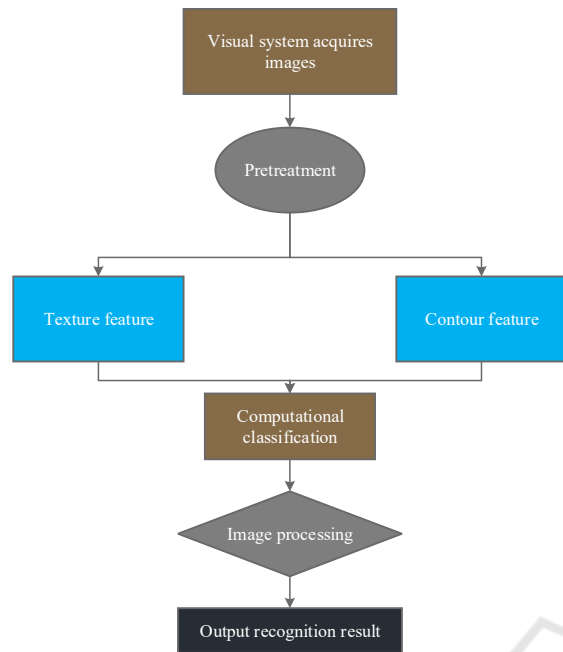 Visual system acquires
images
Pretreatment
Texture feature
Contour feature
Computational
classification
Image processing
Output recognition result